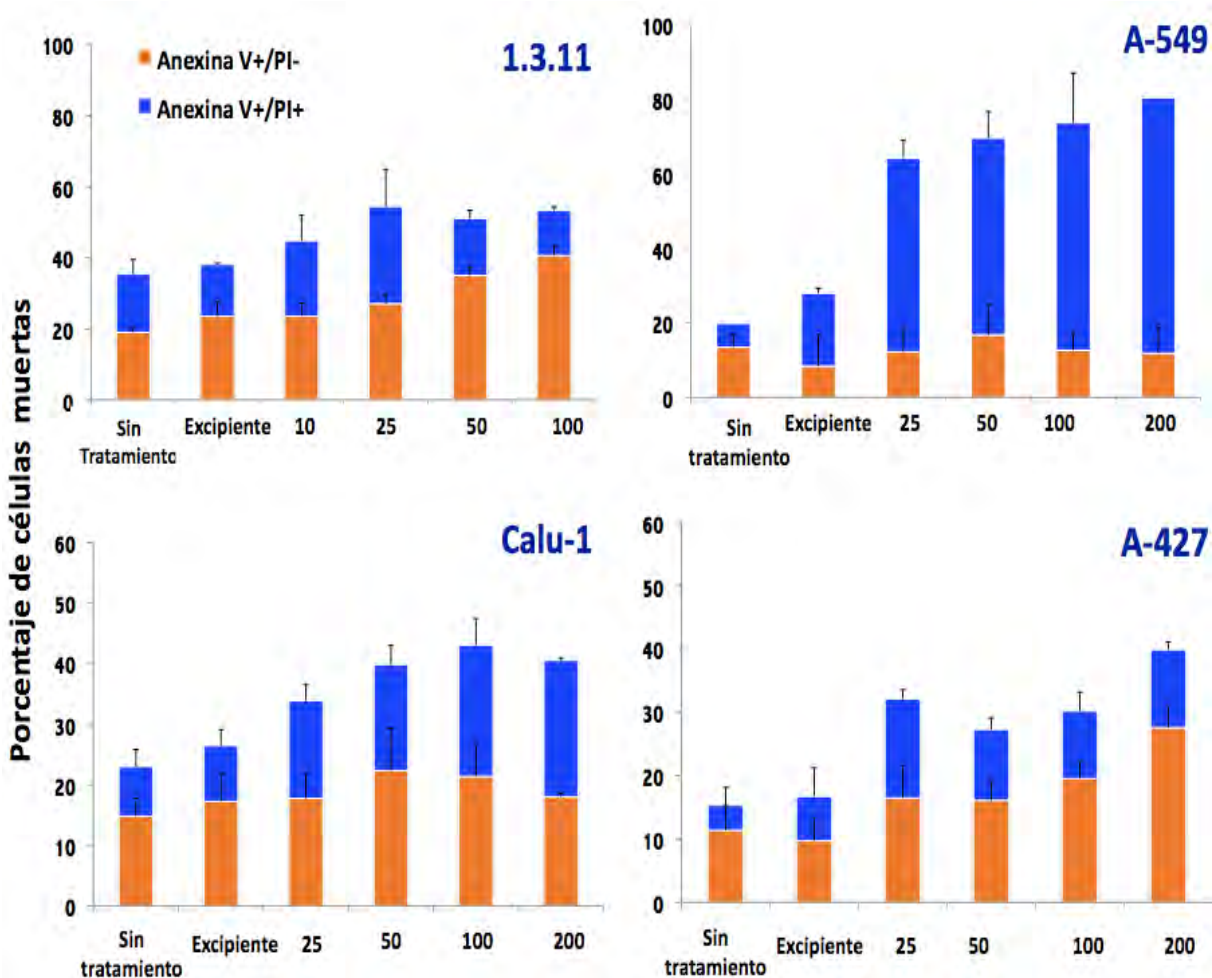 Porcentaje de células muertas
1.3.11
Anexina V+/PI-
Anexina V+/PI+
100
80
60
40
20
0
Sin
Tratamiento
Excipiente
10
25
50
100
A-549
100
80
60
40
20
0
Sin
tratamiento
Excipiente
25
50
100
200
Calu-1
60
50
40
30
20
10
0
Sin
tratamiento
Excipiente
25
50
100
200
A-427
60
50
40
30
20
10
0
Sin
tratamiento
Excipiente
25
50
100
200